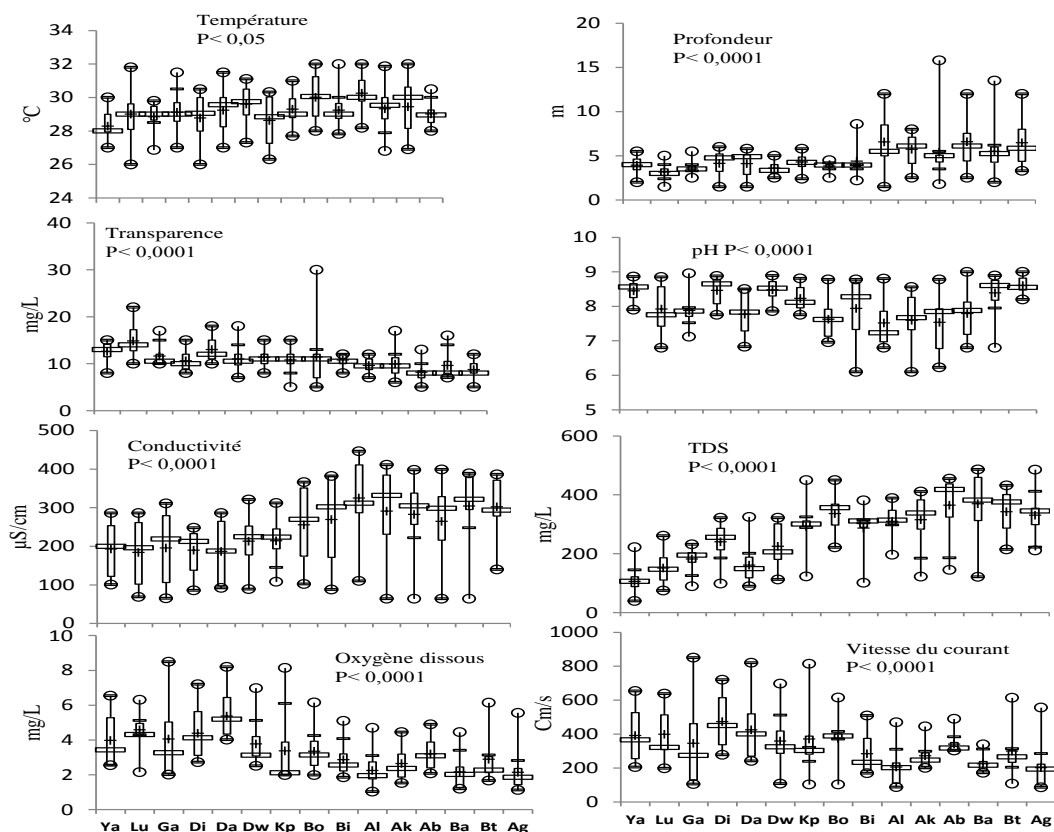 Température
P< 0,05
34
32
30
28
26
24
°C
Profondeur
P< 0,0001
20
15
10
5
0
m
Transparence
P< 0,0001
40
30
20
10
0
mg/L
pH P< 0,0001
10
9
8
7
6
5
Conductivité
P< 0,0001
500
400
300
200
100
0
µS/cm
TDS
P< 0,0001
600
400
200
0
mg/L
Oxygène dissous
P< 0,0001
10
8
6
4
2
0
mg/L
Ya Lu Ga Di Da Dw Kp Bo Bi Al Ak Ab Ba Bt Ag
Vitesse du courant
P< 0,0001
1000
800
600
400
200
0
Cm/s
Ya Lu Ga Di Da Dw Kp Bo Bi Al Ak Ab Ba Bt Ag